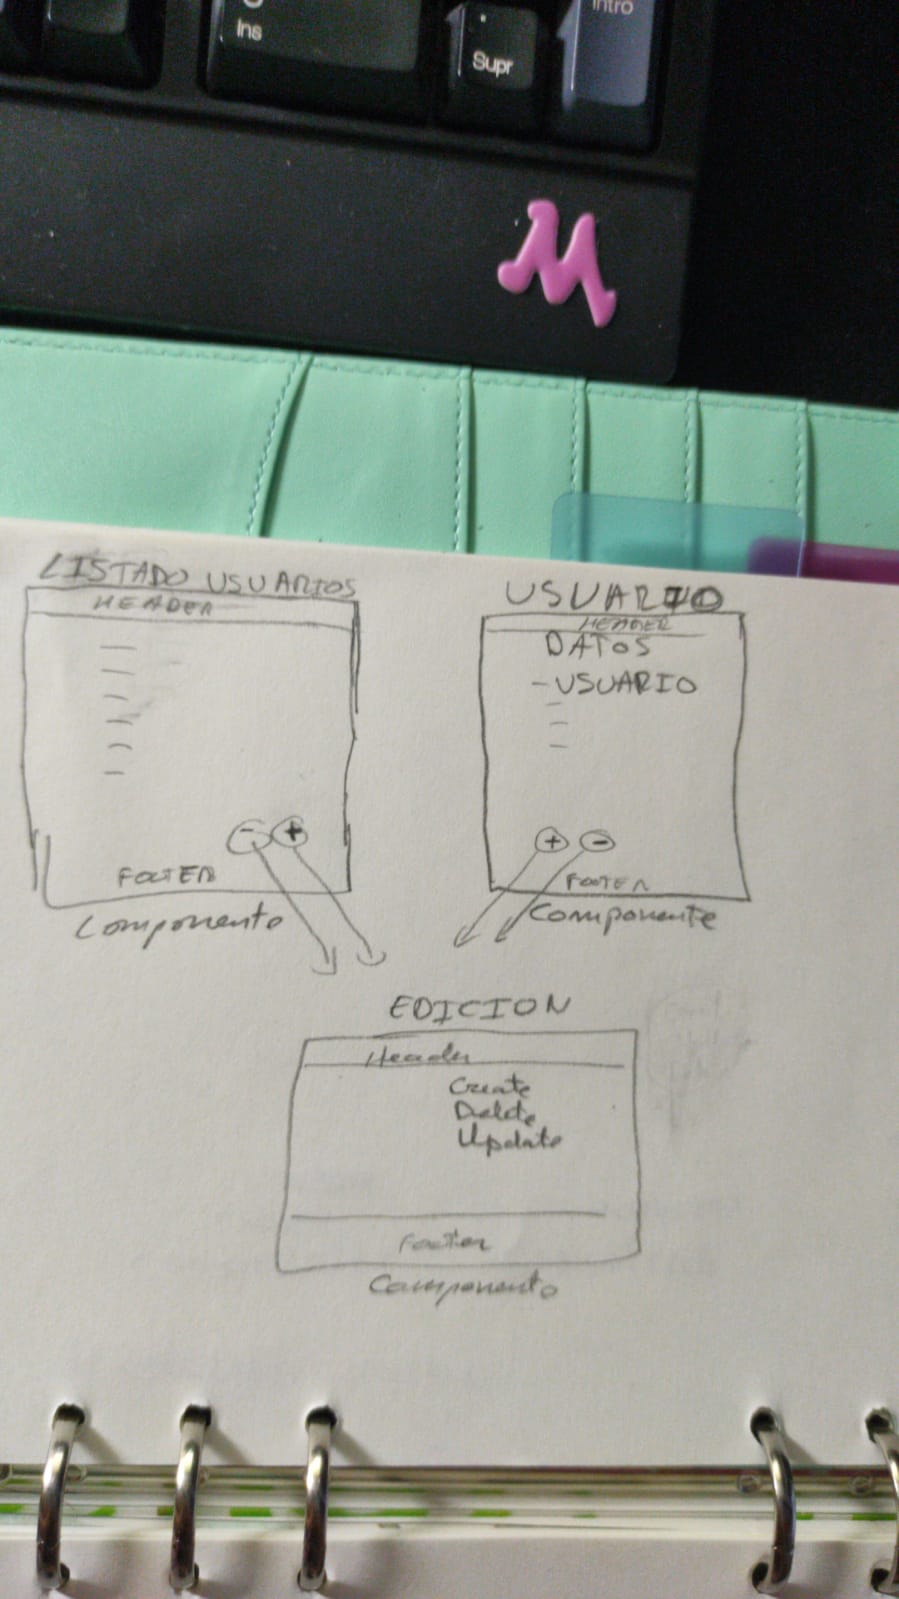 Ins
Supr
Intro
M
LISTADO USUARIOS
HEADER
- +
FOOTER
Componente
USUARIO
HEADER
DATOS
- USUARIO
+ -
FOOTER
Componente
EDICION
Header
Create
Delete
Update
Footer
Componente